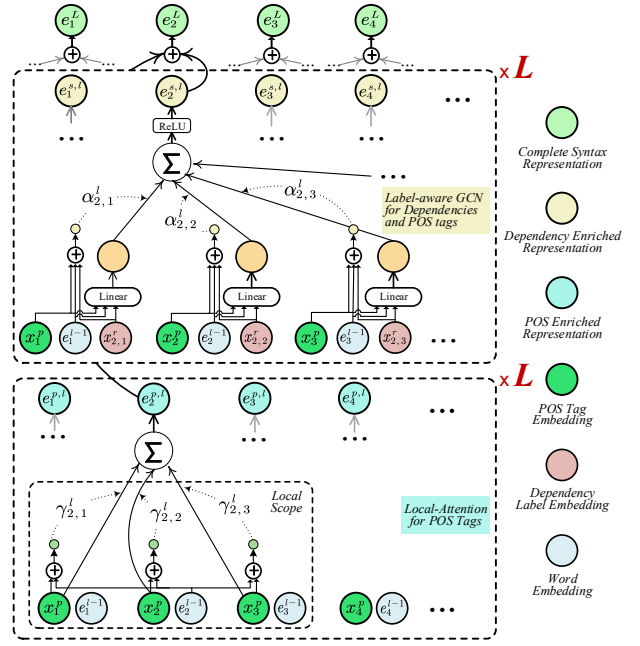 e_1^L e_2^L e_3^L e_4^L
... + ... + ... + ... + ...
x L
e_1^{s,l} e_2^{s,l} e_3^{s,l} e_4^{s,l} ...
... ... ...
ReLU
Σ
...
α_{2,1}^l α_{2,2}^l α_{2,3}^l
Label-aware GCN
for Dependencies
and POS tags
+ + +
Linear Linear Linear
x_1^p e_1^{l-1} x_{2,1}^r x_2^p e_2^{l-1} x_{2,2} x_3^p e_3^{l-1} x_{2,3}^r ...
x L
e_1^{p,l} e_2^{p,l} e_3^{p,l} e_4^{p,l} ...
... ... ...
Σ
Local
Scope
γ_{2,1}^l γ_{2,2}^l γ_{2,3}^l
Local-Attention
for POS Tags
+ + +
x_1^p e_1^{l-1} x_2^p e_2^{l-1} x_3^p e_3^{l-1} x_4^p e_4^{l-1} ...
Complete Syntax
Representation
Dependency Enriched
Representation
POS Enriched
Representation
POS Tag
Embedding
Dependency
Label Embedding
Word
Embedding